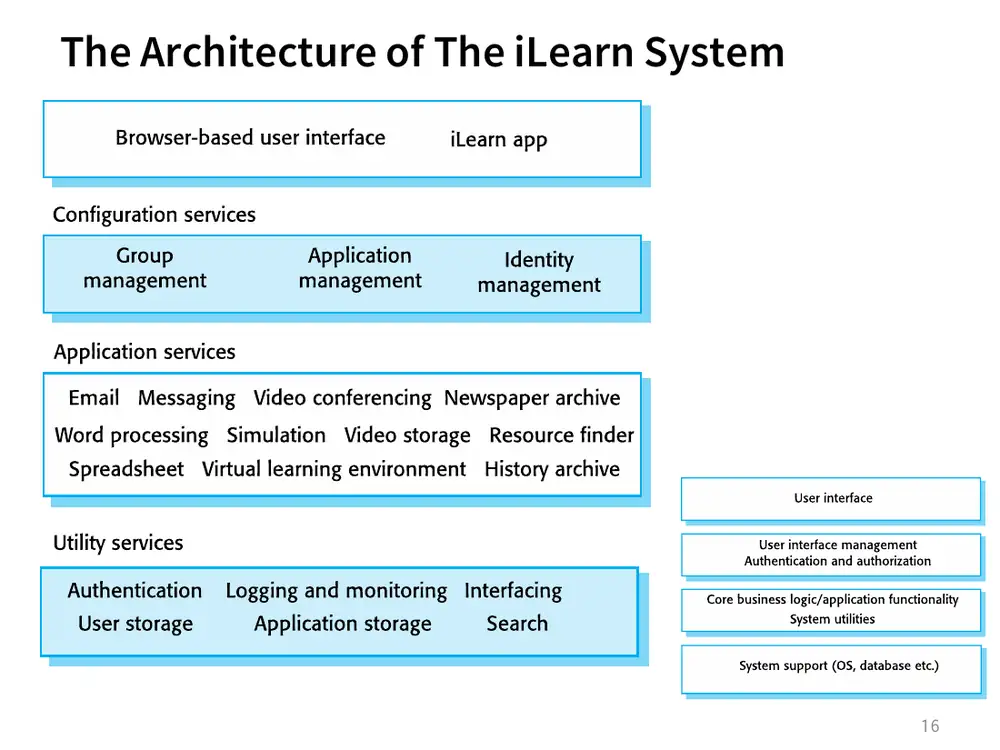 The Architecture of The iLearn System
Browser-based user interface iLearn app
Configuration services
Group management
Application management
Identity management
Application services
Email Messaging Video conferencing Newspaper archive
Word processing Simulation Video storage Resource finder
Spreadsheet Virtual learning environment History archive
Utility services
Authentication Logging and monitoring Interfacing
User storage Application storage Search
User interface
User interface management
Authentication and authorization
Core business logic/application functionality
System utilities
System support (OS, database etc.)
16